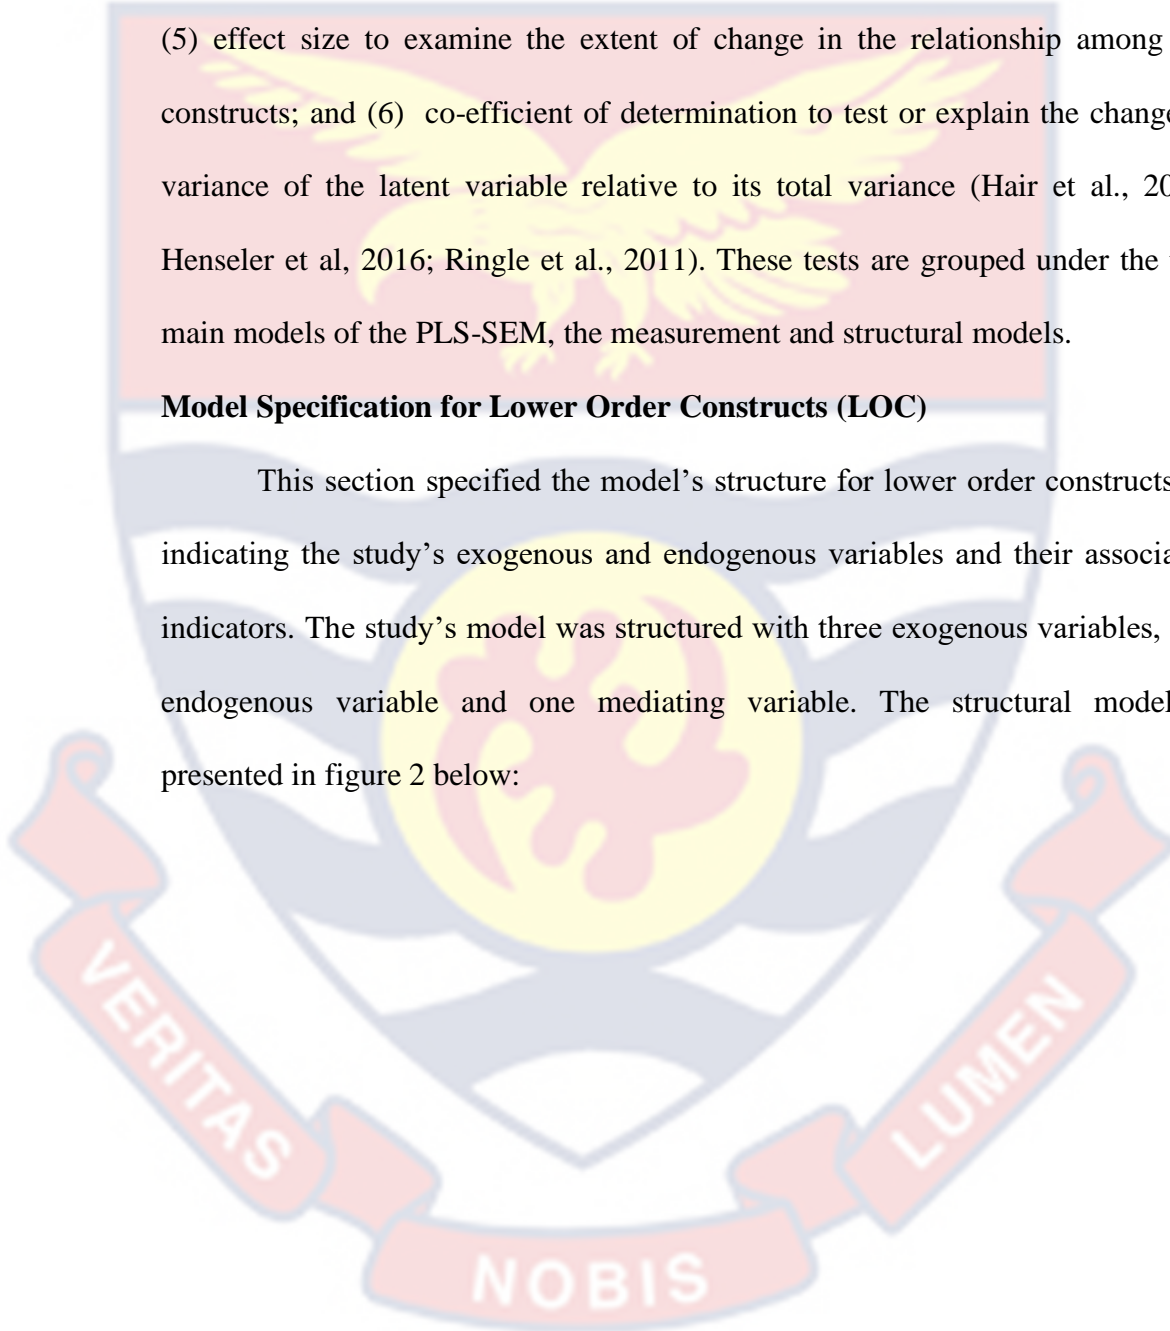 (5) effect size to examine the extent of change in the relationship among
constructs; and (6) co-efficient of determination to test or explain the change
variance of the latent variable relative to its total variance (Hair et al., 20
Henseler et al, 2016; Ringle et al., 2011). These tests are grouped under the
main models of the PLS-SEM, the measurement and structural models.
Model Specification for Lower Order Constructs (LOC)
This section specified the model’s structure for lower order constructs
indicating the study’s exogenous and endogenous variables and their associa
indicators. The study’s model was structured with three exogenous variables,
endogenous variable and one mediating variable. The structural model
presented in figure 2 below:
VERITAS
NOBIS
LUMEN